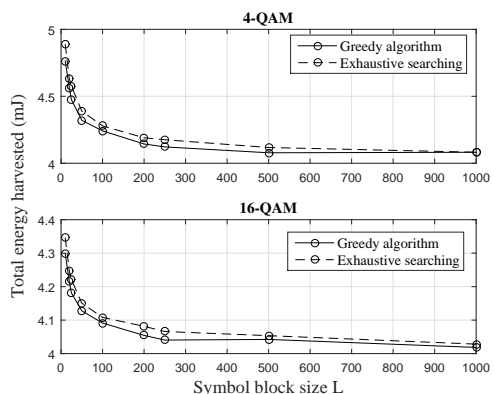 4-QAM
5
4.5
4
Greedy algorithm
Exhaustive searching
0 100 200 300 400 500 600 700 800 900 1000
Total energy harvested (mJ)
16-QAM
4.4
4.3
4.2
4.1
4
Greedy algorithm
Exhaustive searching
0 100 200 300 400 500 600 700 800 900 1000
Symbol block size L